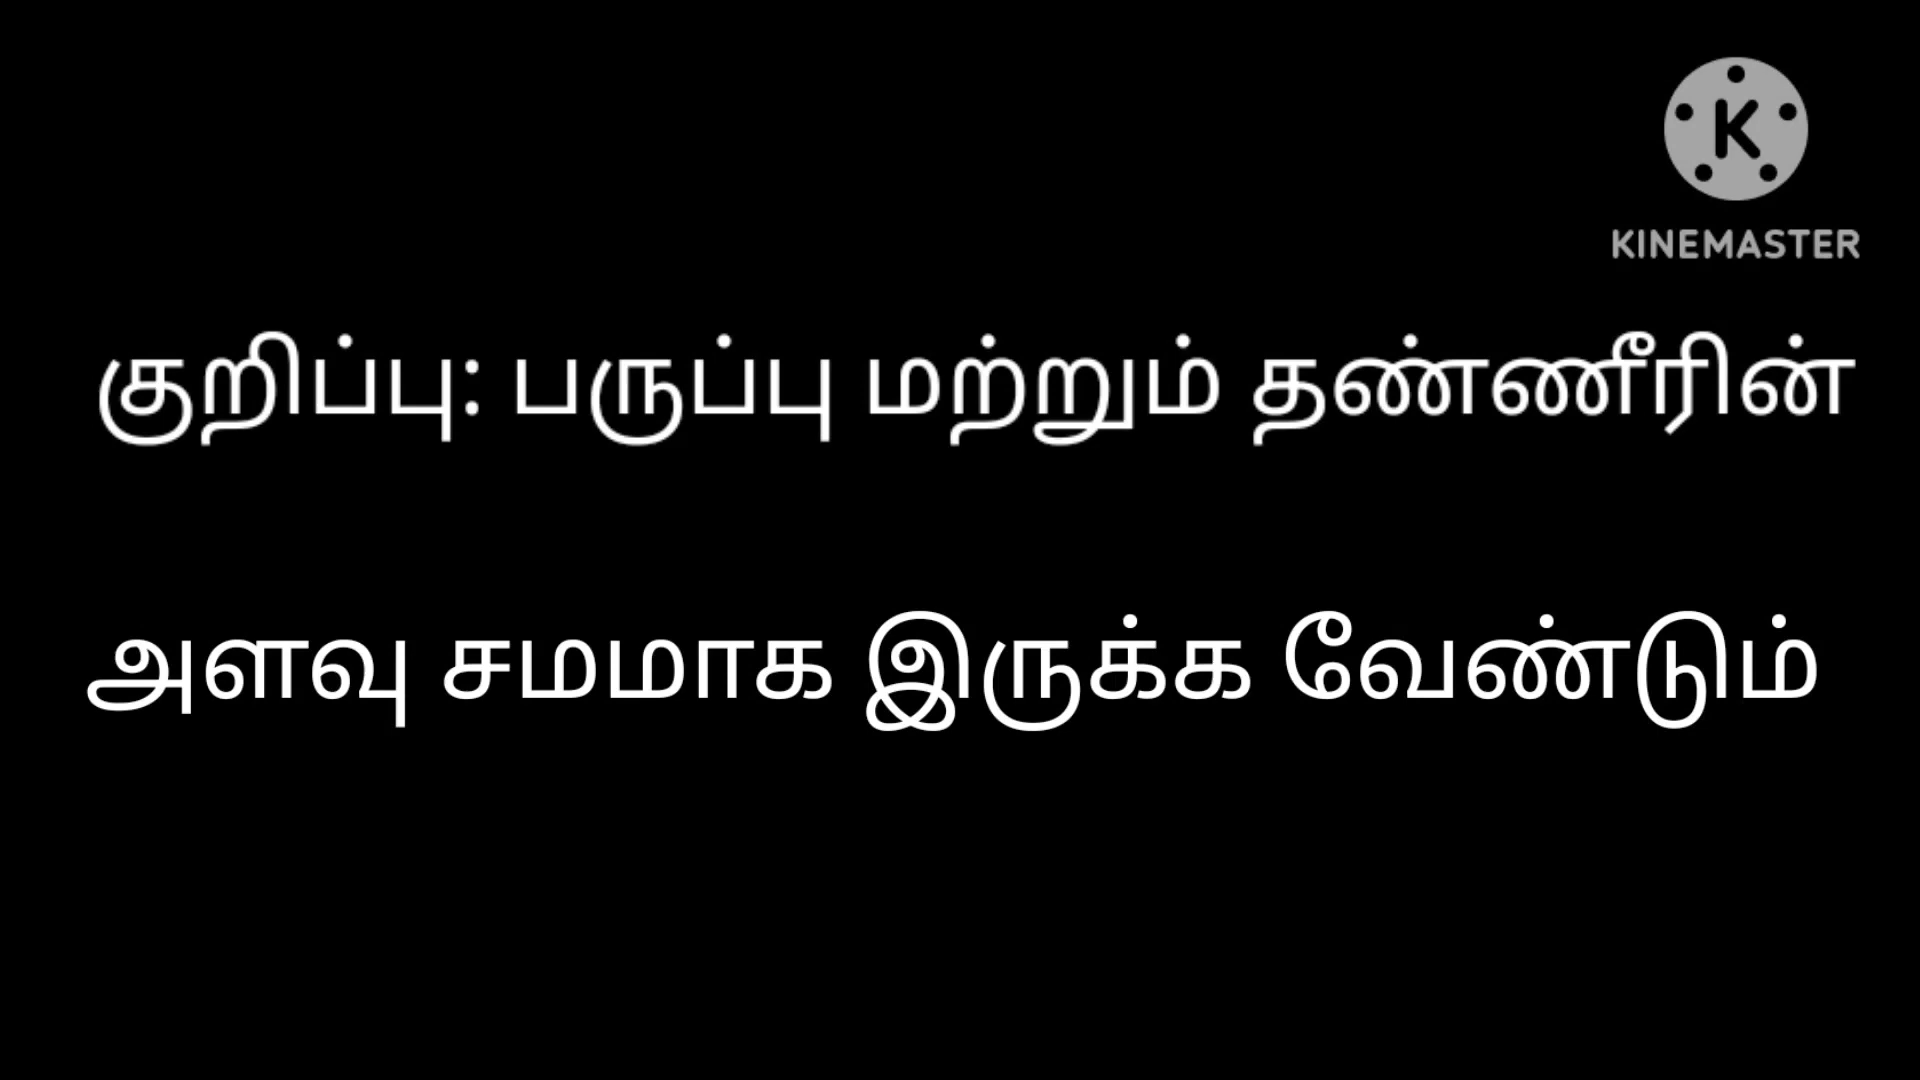 K
KINEMASTER
குறிப்பு: பருப்பு மற்றும் தண்ணீரின்
அளவு சமமாக இருக்க வேண்டும்